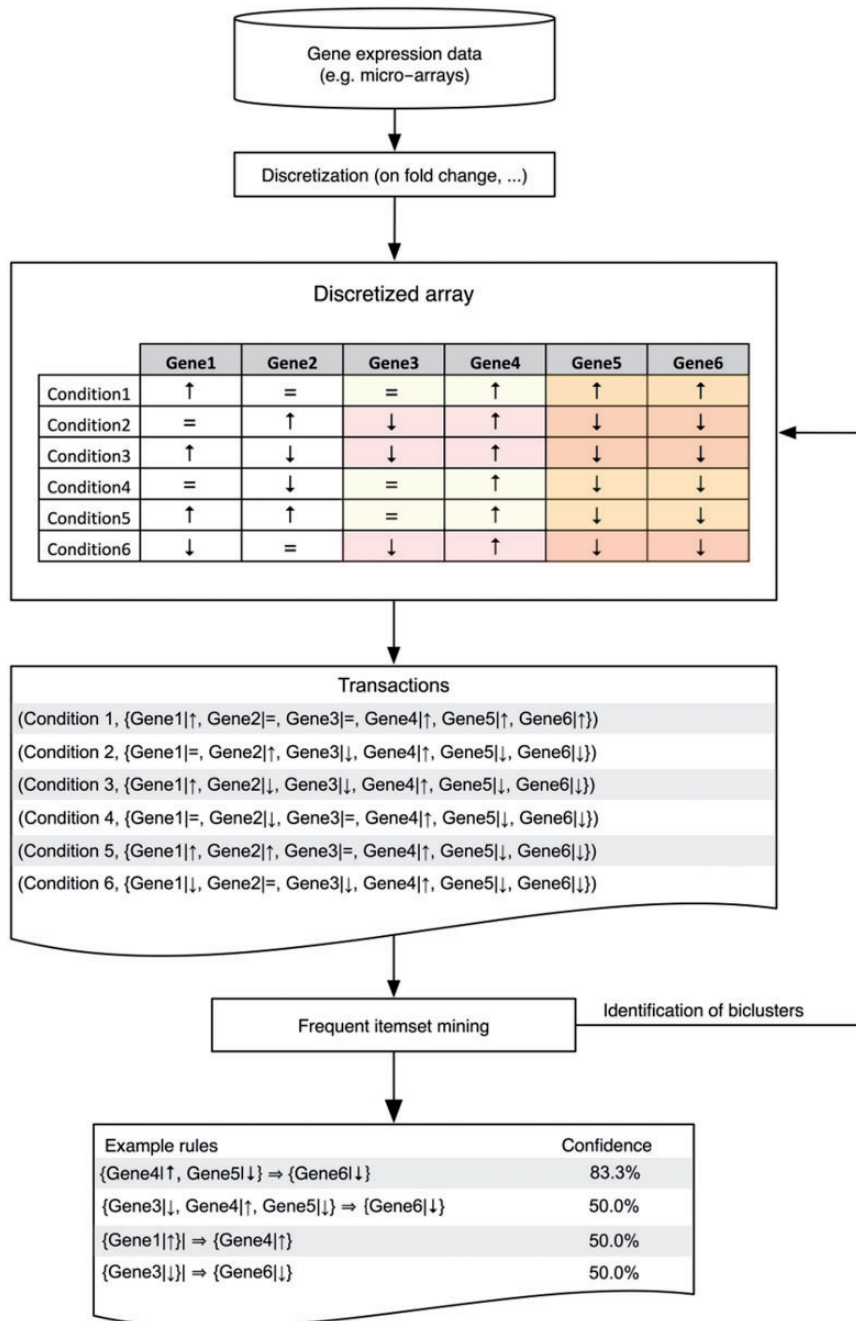 Gene expression data
(e.g. micro-arrays)
Discretization (on fold change, ...)
Discretized array
Gene1 Gene2 Gene3 Gene4 Gene5 Gene6
Condition1 ↑ = = ↑ ↑ ↑
Condition2 = ↑ ↓ ↑ ↓ ↓
Condition3 ↑ ↓ ↓ ↑ ↓ ↓
Condition4 = ↓ = ↑ ↓ ↓
Condition5 ↑ ↑ = ↑ ↓ ↓
Condition6 ↓ = ↓ ↑ ↓ ↓
Transactions
(Condition 1, {Gene1|↑, Gene2|=, Gene3|=, Gene4|↑, Gene5|↑, Gene6|↑})
(Condition 2, {Gene1|=, Gene2|↑, Gene3|↓, Gene4|↑, Gene5|↓, Gene6|↓})
(Condition 3, {Gene1|↑, Gene2|↓, Gene3|↓, Gene4|↑, Gene5|↓, Gene6|↓})
(Condition 4, {Gene1|=, Gene2|↓, Gene3|=, Gene4|↑, Gene5|↓, Gene6|↓})
(Condition 5, {Gene1|↑, Gene2|↑, Gene3|=, Gene4|↑, Gene5|↓, Gene6|↓})
(Condition 6, {Gene1|↓, Gene2|=, Gene3|↓, Gene4|↑, Gene5|↓, Gene6|↓})
Frequent itemset mining
Identification of biclusters
Example rules Confidence
{Gene4|↑, Gene5|↓} ⇒ {Gene6|↓} 83.3%
{Gene3|↓, Gene4|↑, Gene5|↓} ⇒ {Gene6|↓} 50.0%
{Gene1|↑}| ⇒ {Gene4|↑} 50.0%
{Gene3|↓}| ⇒ {Gene6|↓} 50.0%